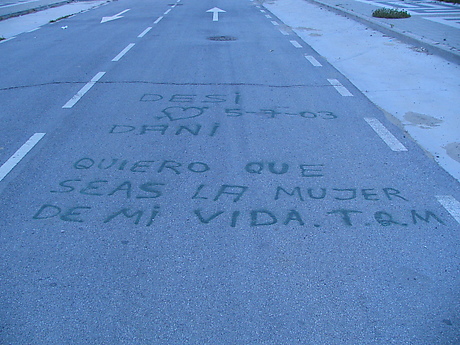 DESI
♡ 5-7-03
DANI
QUIERO QUE
SEAS LA MUJER
DE MI VIDA. T.Q.M